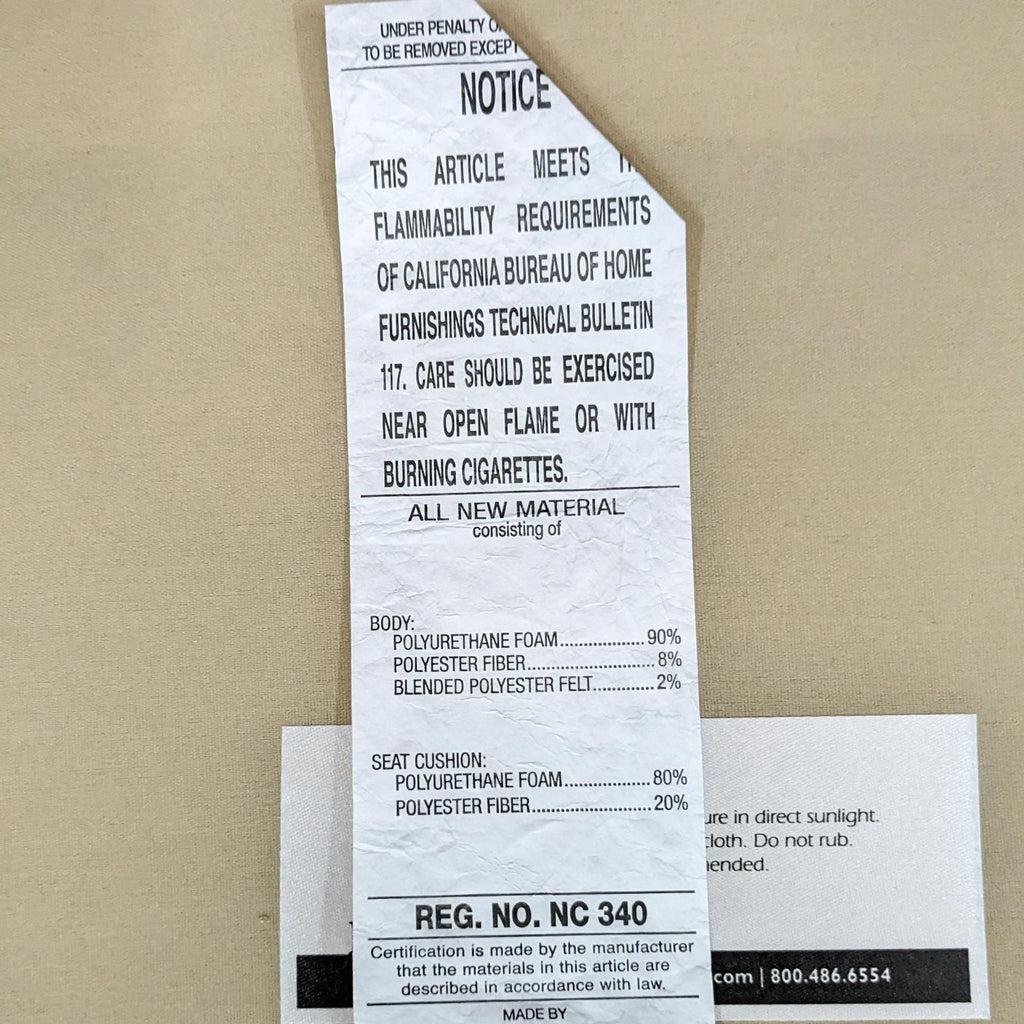 UNDER PENALTY
TO BE REMOVED EXCEPT
NOTICE
THIS ARTICLE MEETS
FLAMMABILITY REQUIREMENTS
OF CALIFORNIA BUREAU OF HOME
FURNISHINGS TECHNICAL BULLETIN
117. CARE SHOULD BE EXERCISED
NEAR OPEN FLAME OR WITH
BURNING CIGARETTES.
ALL NEW MATERIAL
consisting of
BODY:
POLYURETHANE FOAM................90%
POLYESTER FIBER........................8%
BLENDED POLYESTER FELT.............2%
SEAT CUSHION:
POLYURETHANE FOAM.................80%
POLYESTER FIBER.......................20%
REG. NO. NC 340
Certification is made by the manufacturer
that the materials in this article are
described in accordance with law.
MADE BY
in direct sunlight.
Do not rub.
com | 800.486.6554